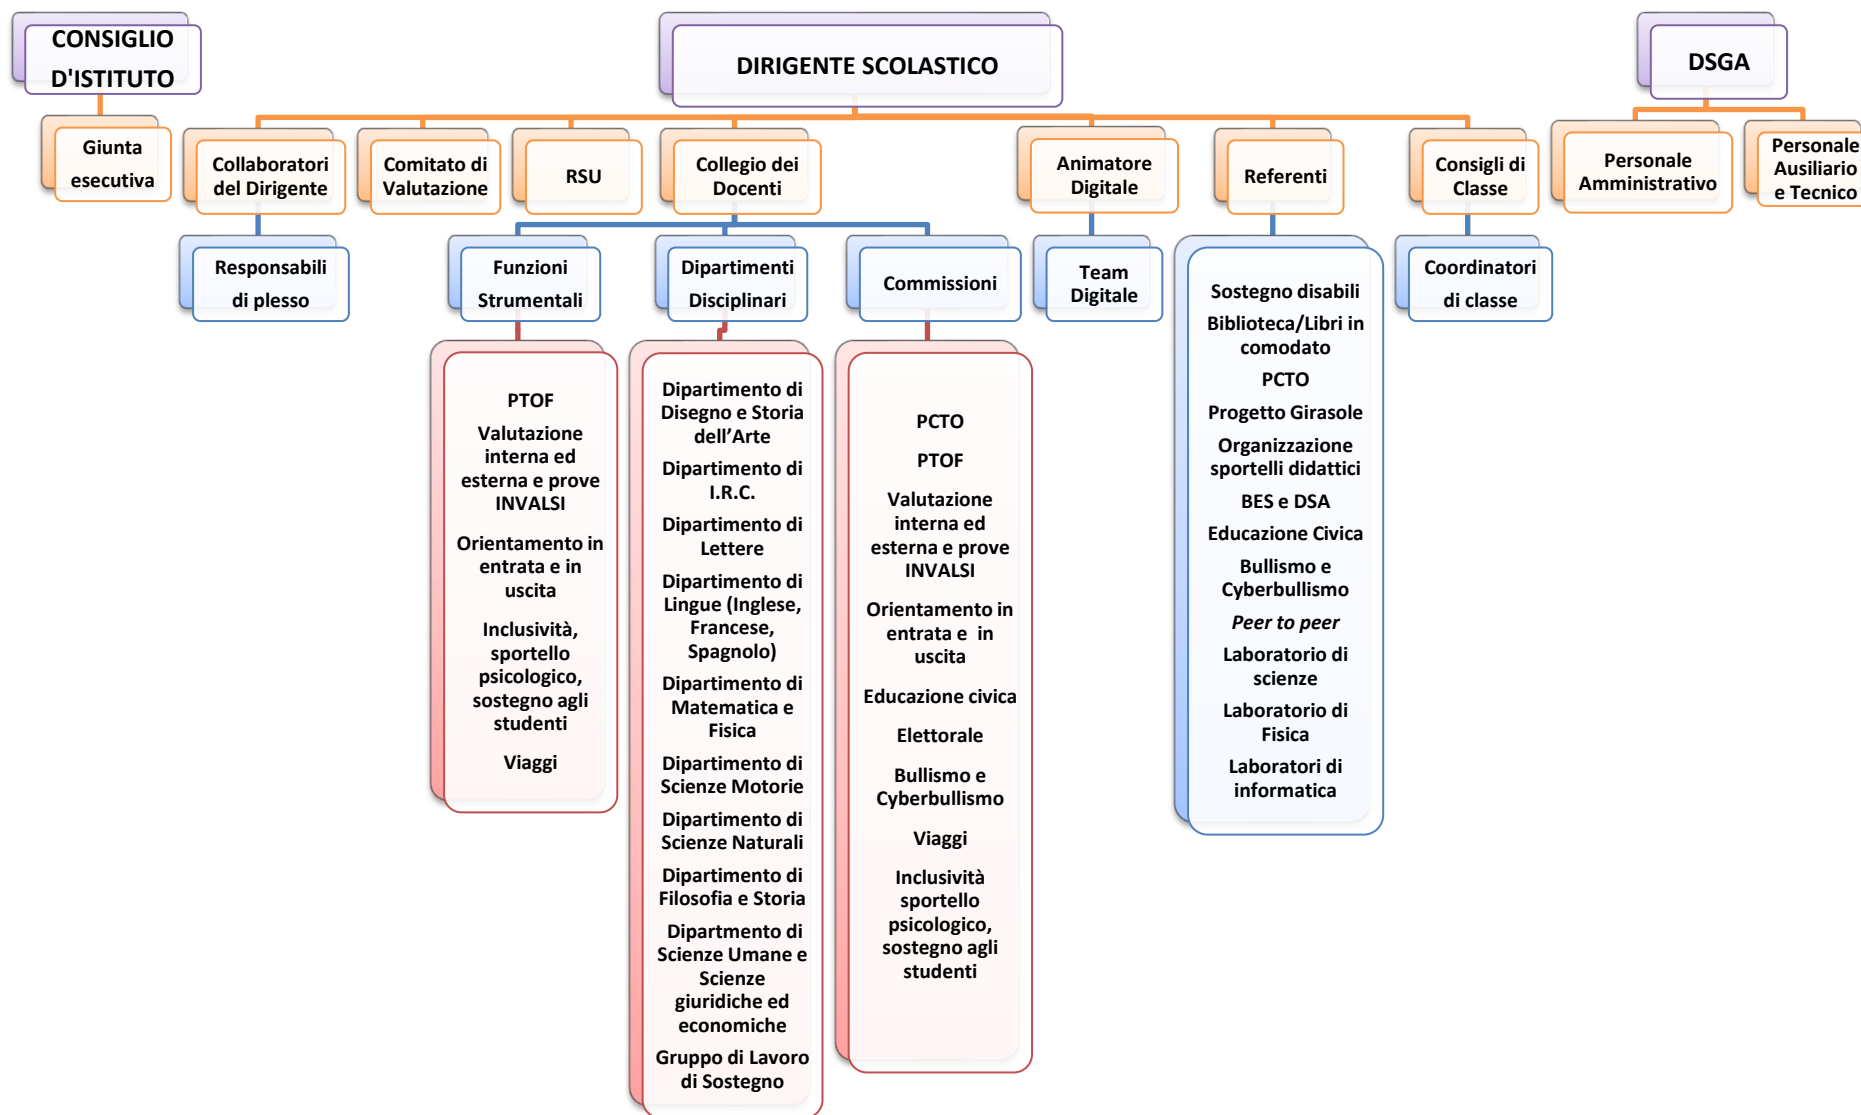 CONSIGLIO
D'ISTITUTO
DIRIGENTE SCOLASTICO
DSGA
Giunta
esecutiva
Collaboratori
del Dirigente
Comitato di
Valutazione
RSU
Collegio dei
Docenti
Animatore
Digitale
Referenti
Consigli di
Classe
Personale
Amministrativo
Personale
Ausiliario
e Tecnico
Responsabili
di plesso
Funzioni
Strumentali
Dipartimenti
Disciplinari
Commissioni
Team
Digitale
Coordinatori
di classe
PTOF
Valutazione
interna ed
esterna e prove
INVALSI
Orientamento in
entrata e in
uscita
Inclusività,
sportello
psicologico,
sostegno agli
studenti
Viaggi
Dipartimento di
Disegno e Storia
dell’Arte
Dipartimento di
I.R.C.
Dipartimento di
Lettere
Dipartimento di
Lingue (Inglese,
Francese,
Spagnolo)
Dipartimento di
Matematica e
Fisica
Dipartimento di
Scienze Motorie
Dipartimento di
Scienze Naturali
Dipartimento di
Filosofia e Storia
Dipartmento di
Scienze Umane e
Scienze
giuridiche ed
economiche
Gruppo di Lavoro
di Sostegno
PCTO
PTOF
Valutazione
interna ed
esterna e prove
INVALSI
Orientamento in
entrata e  in
uscita
Educazione civica
Elettorale
Bullismo e
Cyberbullismo
Viaggi
Inclusività
sportello
psicologico,
sostegno agli
studenti
Sostegno disabili
Biblioteca/Libri in
comodato
PCTO
Progetto Girasole
Organizzazione
sportelli didattici
BES e DSA
Educazione Civica
Bullismo e
Cyberbullismo
Peer to peer
Laboratorio di
scienze
Laboratorio di
Fisica
Laboratori di
informatica